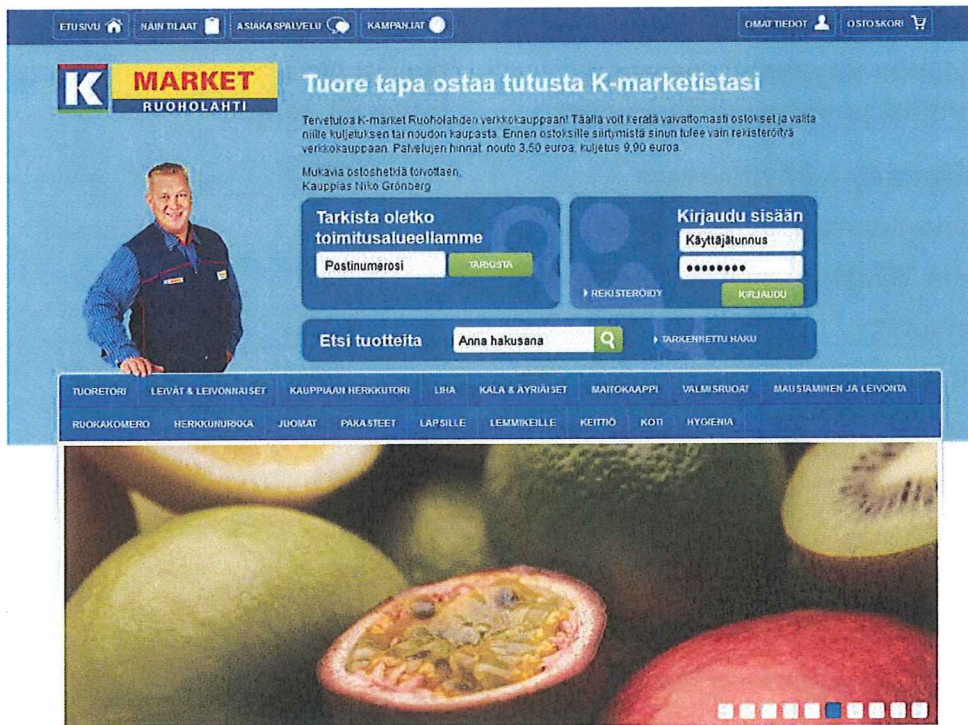 ETUSIVU NÄIN TILAAT ASIAKASPALVELU KAMPANJAT OMAT TIEDOT OSTOSKORI
K MARKET
RUOHOLAHTI
Tuore tapa ostaa tutusta K-marketistasi
Tervetuloa K-market Ruoholahden verkkokauppaan! Täällä voit kerätä vaivattomasti ostokset ja valita
niille kuljetuksen tai noudon kaupasta. Ennen ostoksille siirtymistä sinun tulee vain rekisteröityä
verkkokauppaan. Palvelujen hinnat: nouto 3,50 euroa, kuljetus 9,90 euroa.
Mukavia ostoshetkiä toivottaen,
Kauppias Niko Grönberg
Tarkista oletko
toimitusalueellamme
Postinumerosi TARKISTA
Kirjaudu sisään
Käyttäjätunnus
REKISTERÖIDY KIRJAUDU
Etsi tuotteita Anna hakusana TARKENNETTU HAKU
TUORETORI LEIVÄT & LEIVONNAISET KAUPPIAAN HERKKUTORI LIHA KALA & ÄYRIÄISET MAITOKAAPPI VALMISRUOAT MAUSTAMINEN JA LEIVONTA
RUOKAKOMERO HERKKUNURKKA JUOMAT PAKASTEET LAPSILLE LEMMIKEILLE KEITTIÖ KOTI HYGIENIA